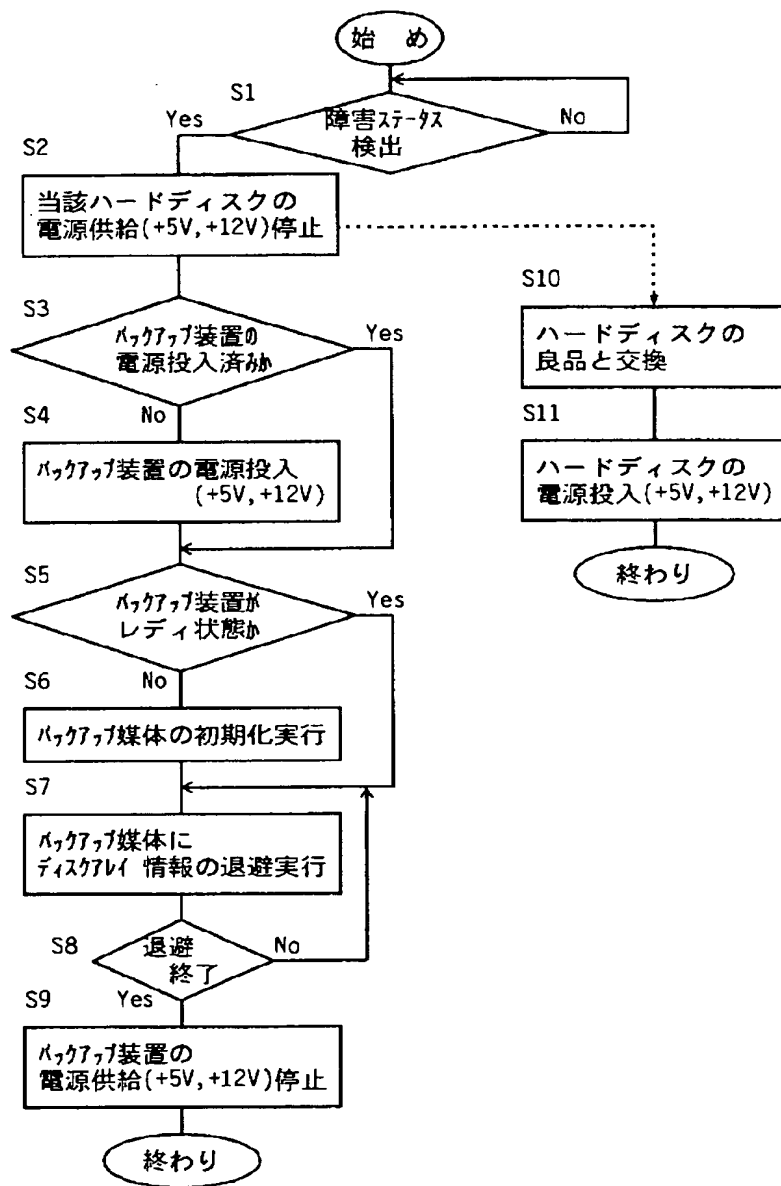 始め
S1
障害ｽﾃｰﾀｽ
検出
Yes
No
S2
当該ハードディスクの
電源供給(+5V,+12V)停止
S3
ﾊﾞｯｸｱｯﾌﾟ装置の
電源投入済みか
Yes
No
S4
ﾊﾞｯｸｱｯﾌﾟ装置の電源投入
(+5V,+12V)
S5
ﾊﾞｯｸｱｯﾌﾟ装置が
レディ状態か
Yes
No
S6
ﾊﾞｯｸｱｯﾌﾟ媒体の初期化実行
S7
ﾊﾞｯｸｱｯﾌﾟ媒体に
ﾃﾞｨｽｸｱﾚｲ 情報の退避実行
S8
退避
終了
No
Yes
S9
ﾊﾞｯｸｱｯﾌﾟ装置の
電源供給(+5V,+12V)停止
終わり
S10
ハードディスクの
良品と交換
S11
ハードディスクの
電源投入(+5V,+12V)
終わり